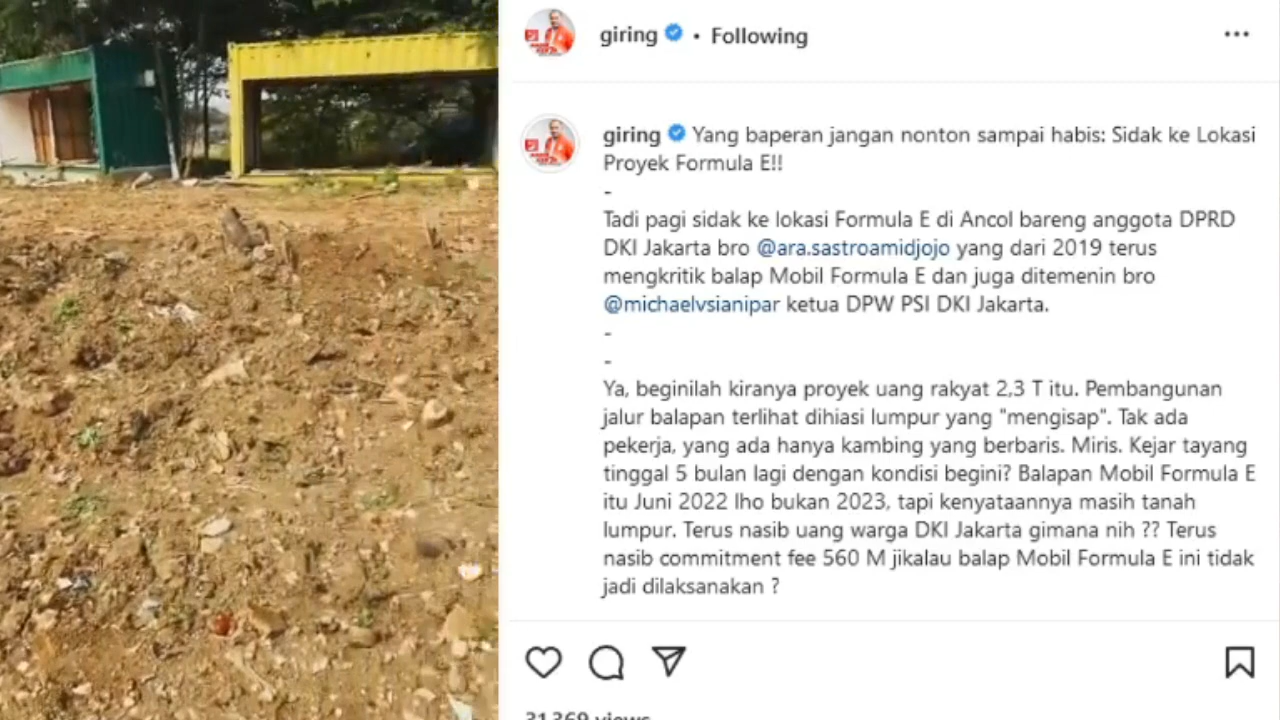 giring • Following
giring Yang baperan jangan nonton sampai habis: Sidak ke Lokasi
Proyek Formula E!!
-
Tadi pagi sidak ke lokasi Formula E di Ancol bareng anggota DPRD
DKI Jakarta bro @ara.sastroamidjojo yang dari 2019 terus
mengkritik balap Mobil Formula E dan juga ditemenin bro
@michaelvsianipar ketua DPW PSI DKI Jakarta.
-
-
Ya, beginilah kiranya proyek uang rakyat 2,3 T itu. Pembangunan
jalur balapan terlihat dihiasi lumpur yang "mengisap". Tak ada
pekerja, yang ada hanya kambing yang berbaris. Miris. Kejar tayang
tinggal 5 bulan lagi dengan kondisi begini? Balapan Mobil Formula E
itu Juni 2022 lho bukan 2023, tapi kenyataannya masih tanah
lumpur. Terus nasib uang warga DKI Jakarta gimana nih ?? Terus
nasib commitment fee 560 M jikalau balap Mobil Formula E ini tidak
jadi dilaksanakan ?
31.369 views